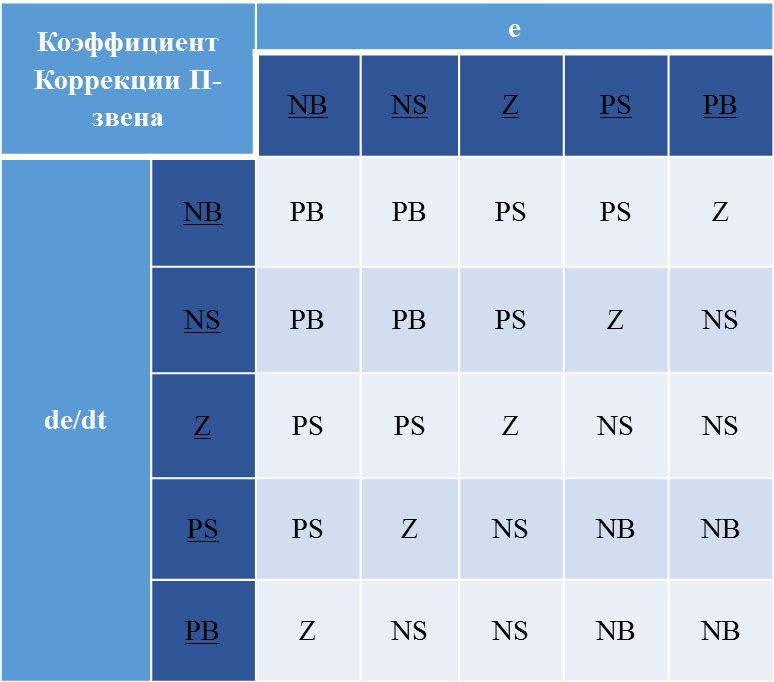 Коэффициент
Коррекции П-
звена
e
NB NS Z PS PB
de/dt
NB PB PB PS PS Z
NS PB PB PS Z NS
Z PS PS Z NS NS
PS PS Z NS NB NB
PB Z NS NS NB NB